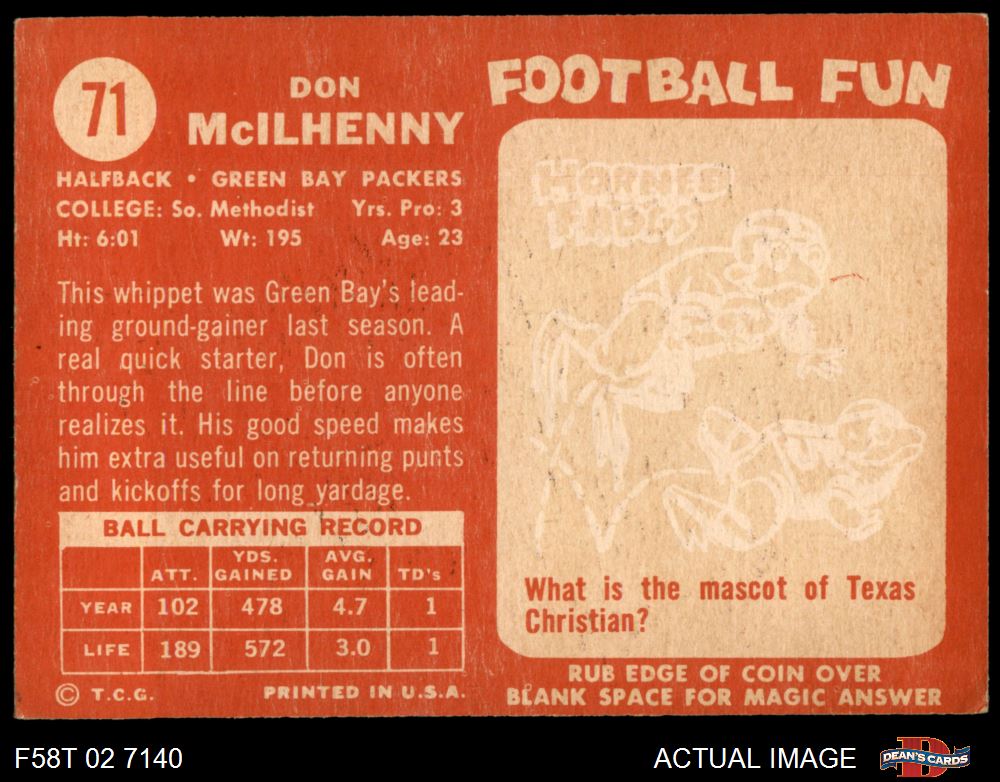 71
DON
McILHENNY
HALFBACK • GREEN BAY PACKERS
COLLEGE: So. Methodist Yrs. Pro: 3
Ht: 6:01 Wt: 195 Age: 23
This whippet was Green Bay's lead-
ing ground-gainer last season. A
real quick starter, Don is often
through the line before anyone
realizes it. His good speed makes
him extra useful on returning punts
and kickoffs for long yardage.
BALL CARRYING RECORD
ATT. YDS. GAINED AVG. GAIN TD's
YEAR 102 478 4.7 1
LIFE 189 572 3.0 1
© T.C.G. PRINTED IN U.S.A.
FOOTBALL FUN
HORNED
FROGS
What is the mascot of Texas
Christian?
RUB EDGE OF COIN OVER
BLANK SPACE FOR MAGIC ANSWER
F58T 02 7140
ACTUAL IMAGE
DEAN'S CARDS